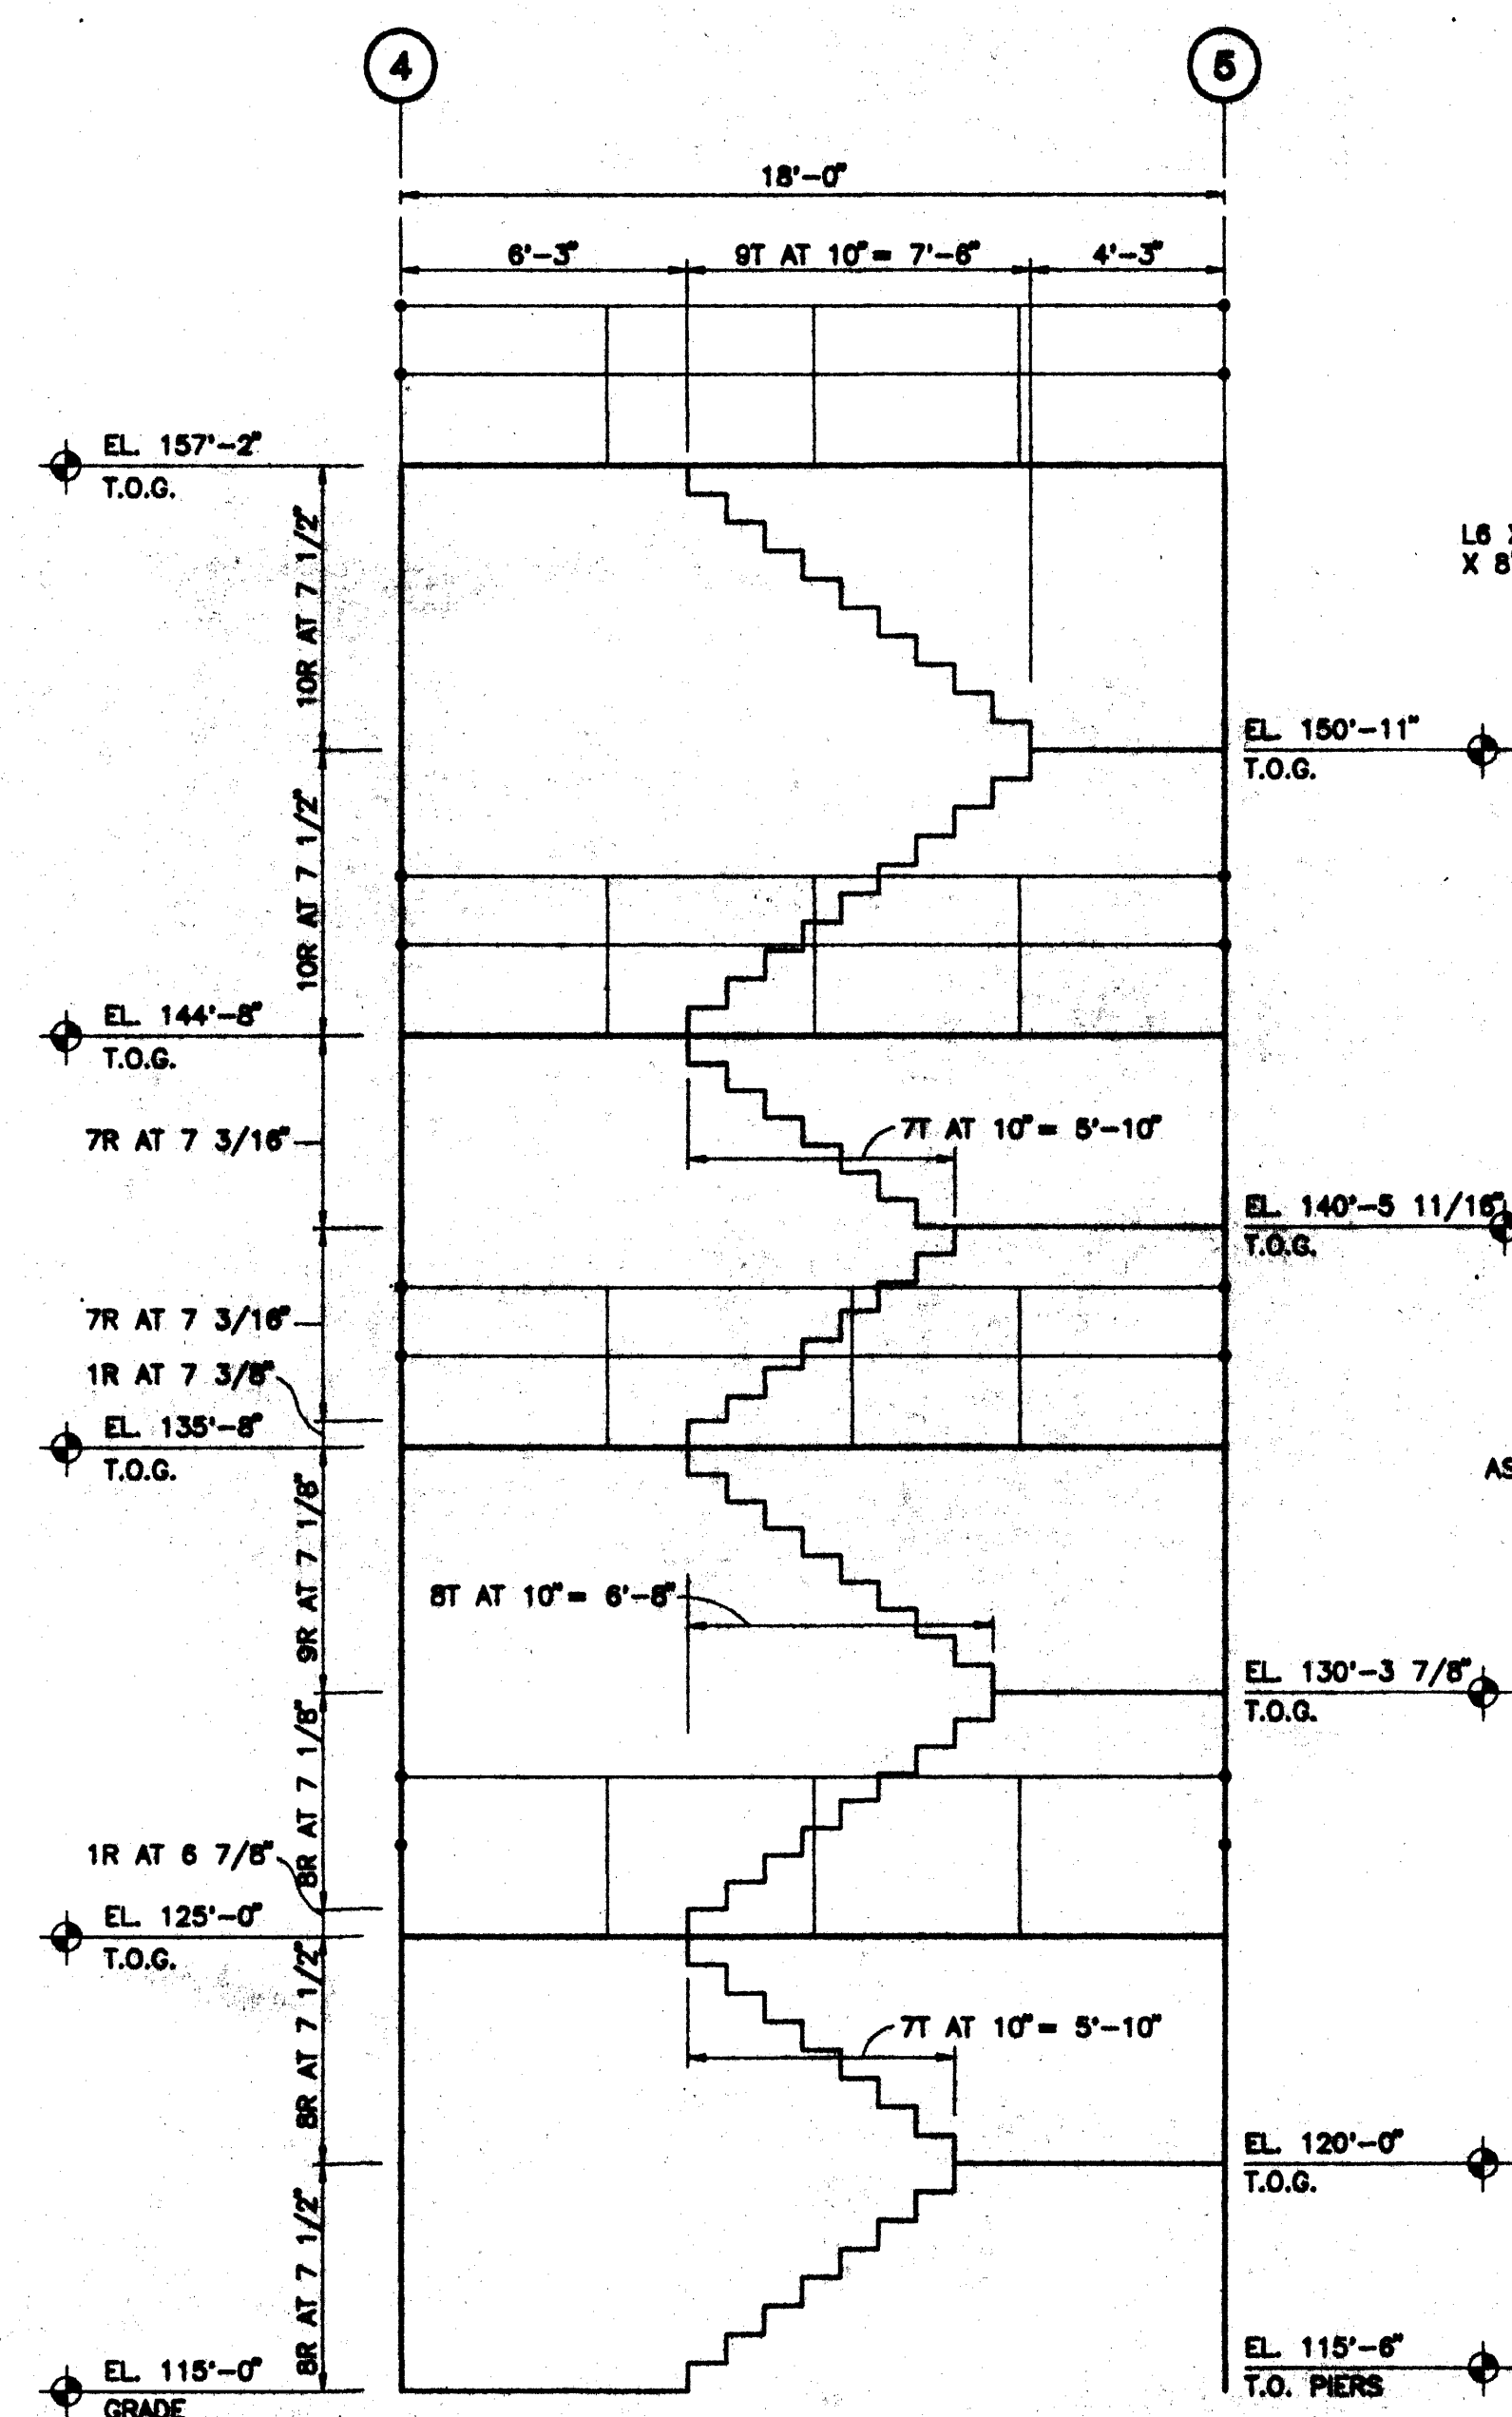 4
5
18'-0"
6'-3"
9T AT 10"= 7'-6"
4'-3"
EL. 157'-2"
T.O.G.
10R AT 7 1/2"
L6
X 8
EL. 150'-11"
T.O.G.
10R AT 7 1/2"
EL. 144'-8"
T.O.G.
7R AT 7 3/16"
7T AT 10"= 5'-10"
EL. 140'-5 11/16"
T.O.G.
7R AT 7 3/16"
1R AT 7 3/8"
EL. 135'-8"
T.O.G.
AS
9R AT 7 1/8"
8T AT 10"= 6'-8"
EL. 130'-3 7/8"
T.O.G.
8R AT 7 1/8"
1R AT 6 7/8"
EL. 125'-0"
T.O.G.
8R AT 7 1/2"
7T AT 10"= 5'-10"
EL. 120'-0"
T.O.G.
8R AT 7 1/2"
EL. 115'-6"
T.O. PIERS
EL. 115'-0"
GRADE